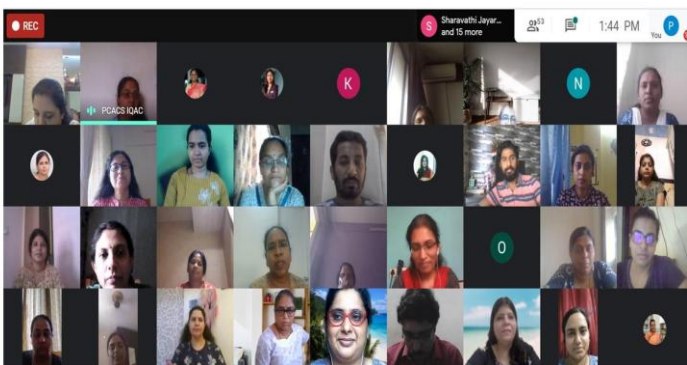 REC
S
Sharavathi Jayar...
and 15 more
53
1:44 PM
You
P
K
N
PCACS IQAC
O